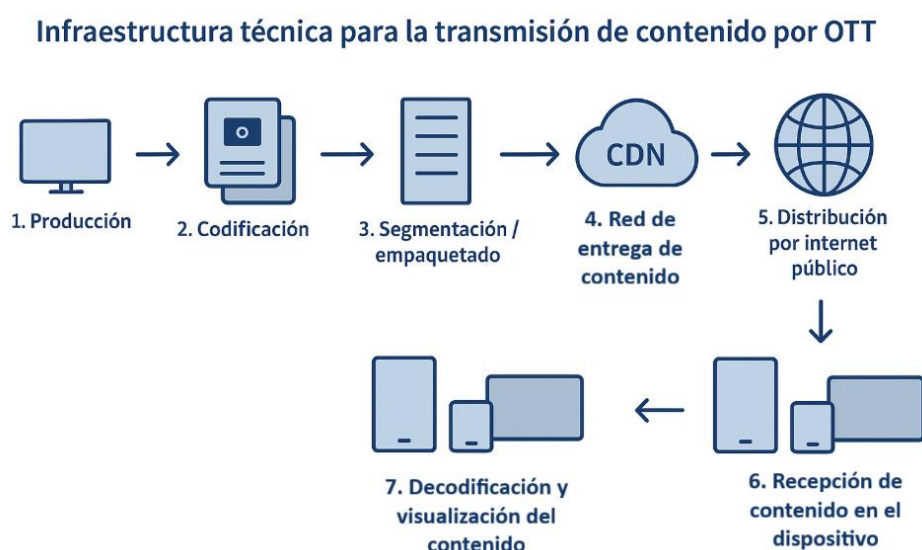 Infraestructura técnica para la transmisión de contenido por OTT
1. Producción
2. Codificación
3. Segmentación /
empaquetado
CDN
4. Red de
entrega de
contenido
5. Distribución
por internet
público
6. Recepción de
contenido en el
dispositivo
7. Decodificación y
visualización del
contenido